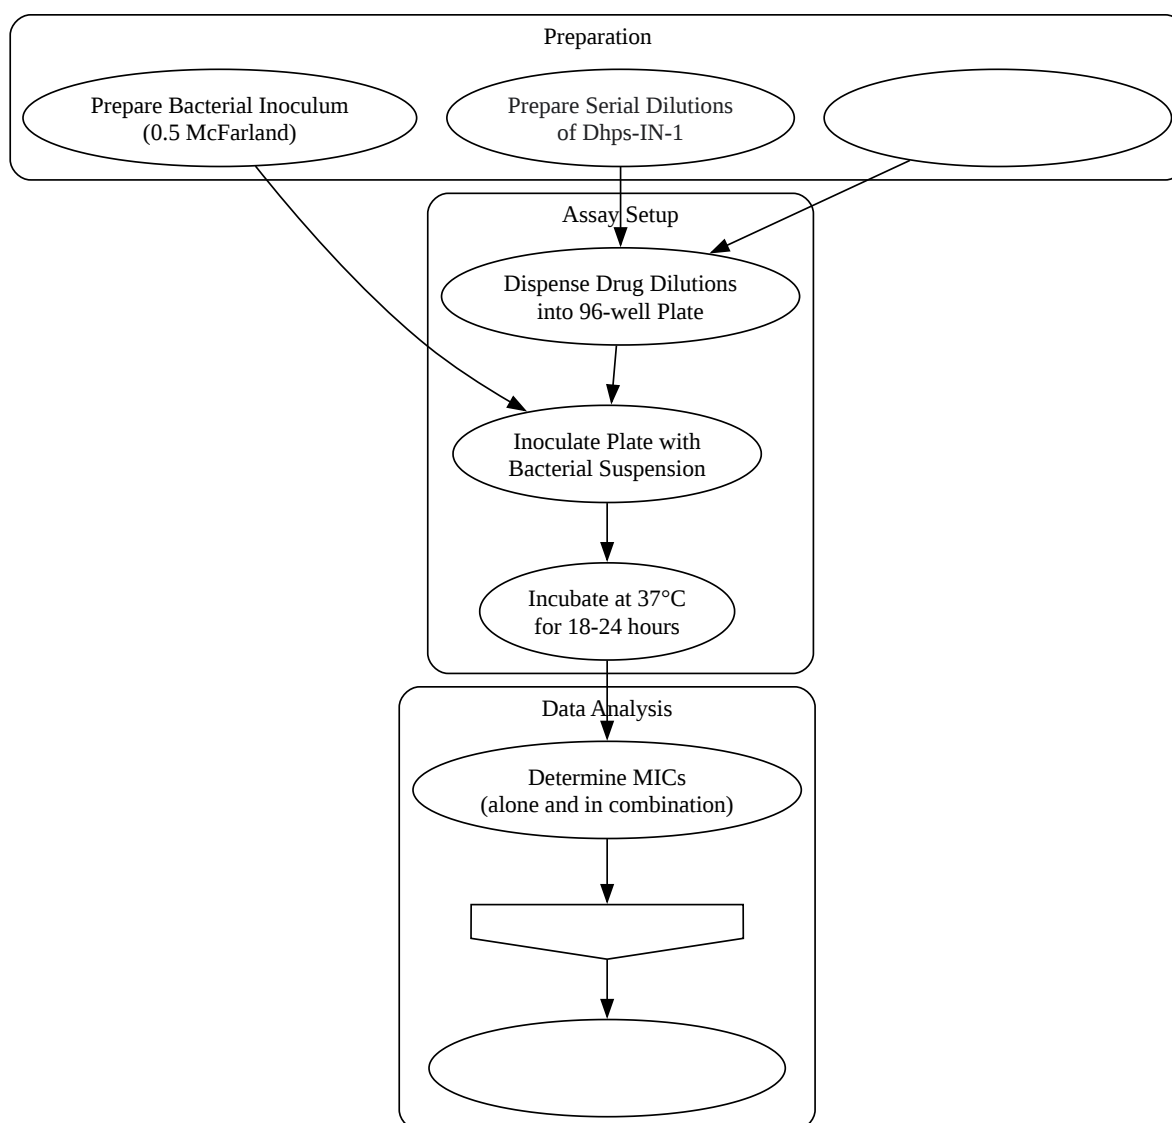 Preparation
Prepare Bacterial Inoculum
(0.5 McFarland)
Prepare Serial Dilutions
of Dhps-IN-1
Assay Setup
Dispense Drug Dilutions
into 96-well Plate
Inoculate Plate with
Bacterial Suspension
Incubate at 37°C
for 18-24 hours
Data Analysis
Determine MICs
(alone and in combination)